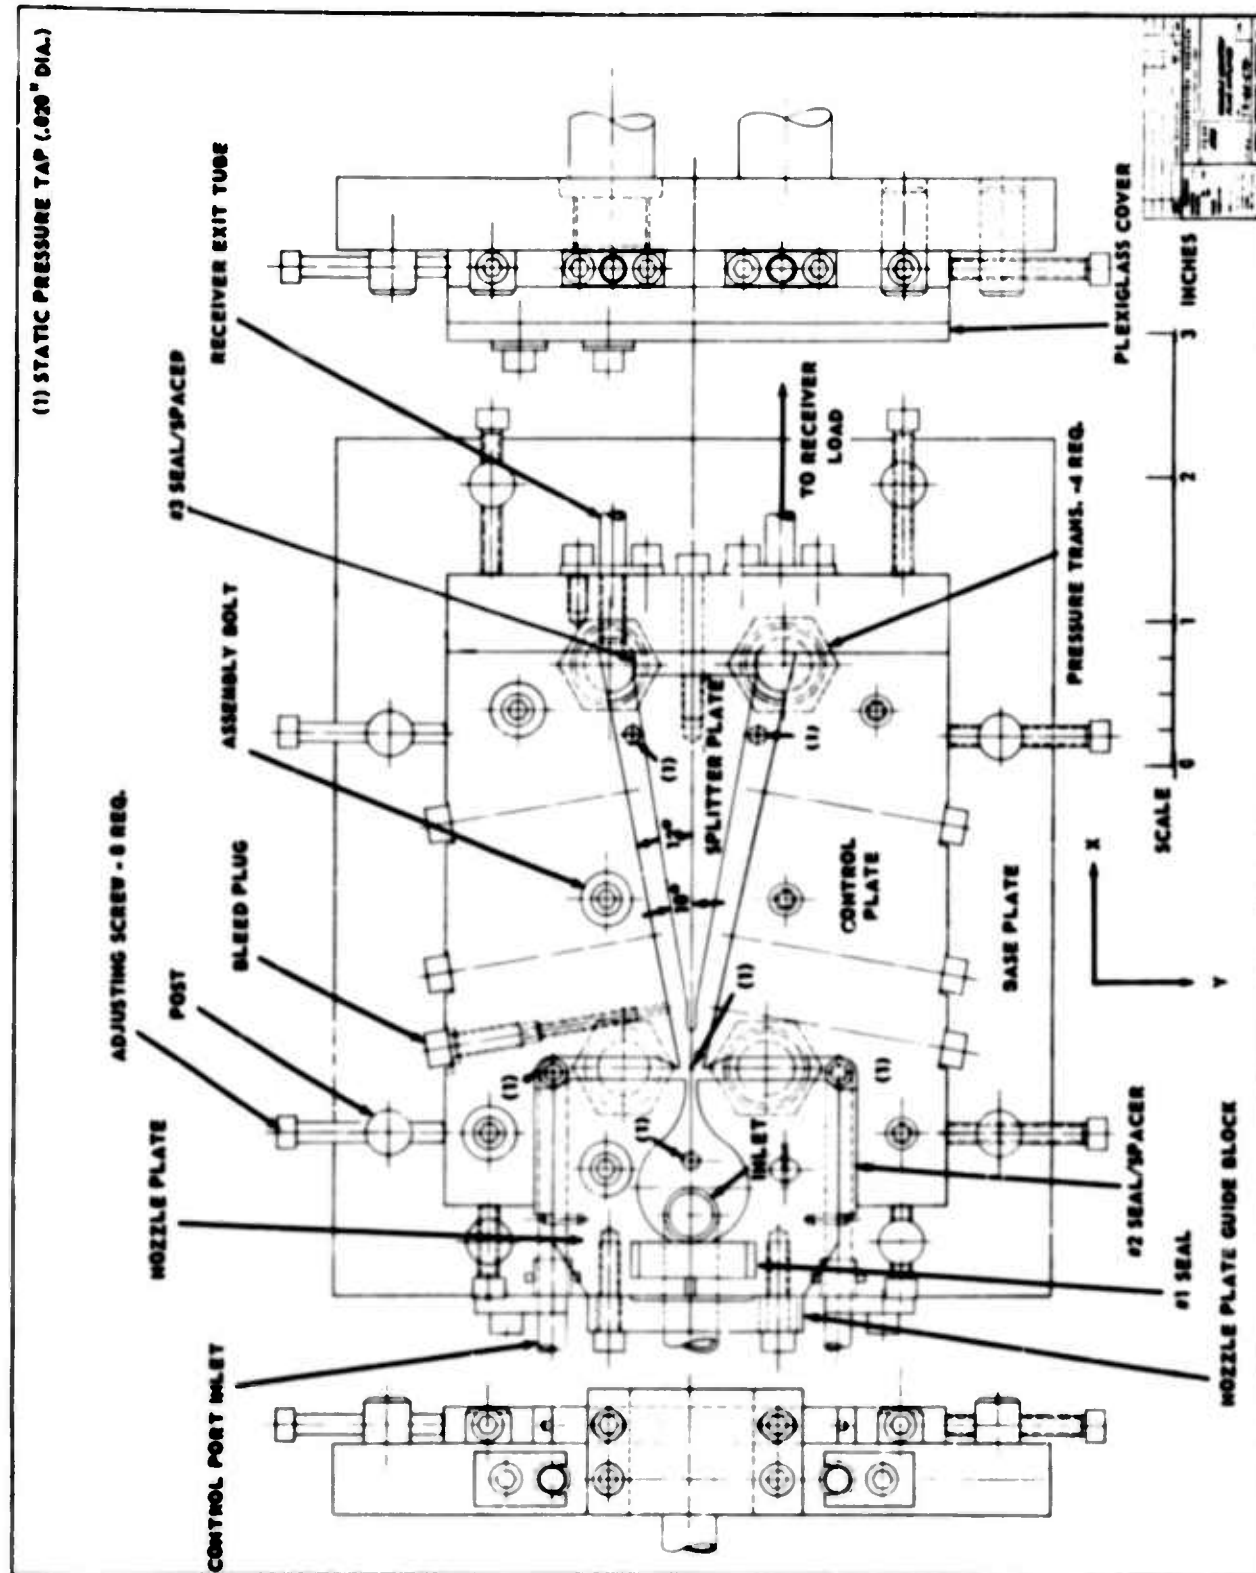 (1) STATIC PRESSURE TAP (.020" DIA.)
RECEIVER EXIT TUBE
#3 SEAL/SPACER
ASSEMBLY BOLT
ADJUSTING SCREW - 8 REQ.
BLEED PLUG
POST
NOZZLE PLATE
CONTROL PORT INLET
PLEXIGLASS COVER
TO RECEIVER
LOAD
PRESSURE TRANS. -4 REQ.
SPLITTER PLATE
(1)
(1)
12°
10°
CONTROL
PLATE
BASE PLATE
(1)
(1)
(1)
(1)
INLET
#2 SEAL/SPACER
#1 SEAL
NOZZLE PLATE GUIDE BLOCK
X
Y
SCALE
0
1
2
3
INCHES